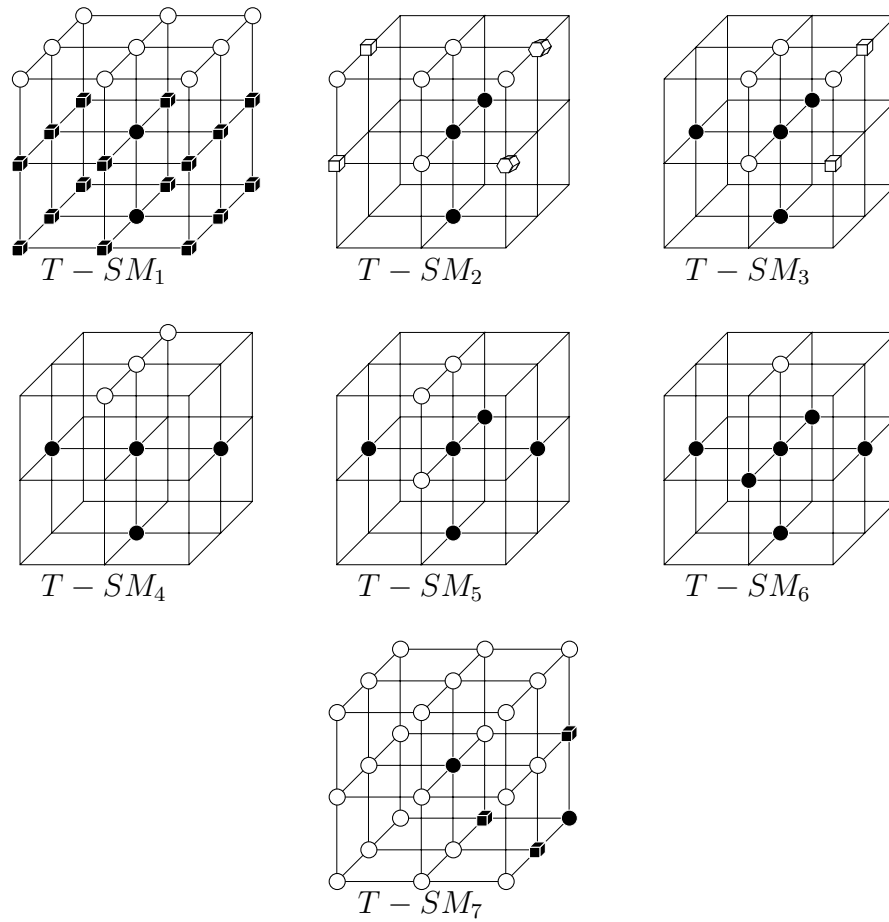 T − SM₁
T − SM₂
T − SM₃
T − SM₄
T − SM₅
T − SM₆
T − SM₇